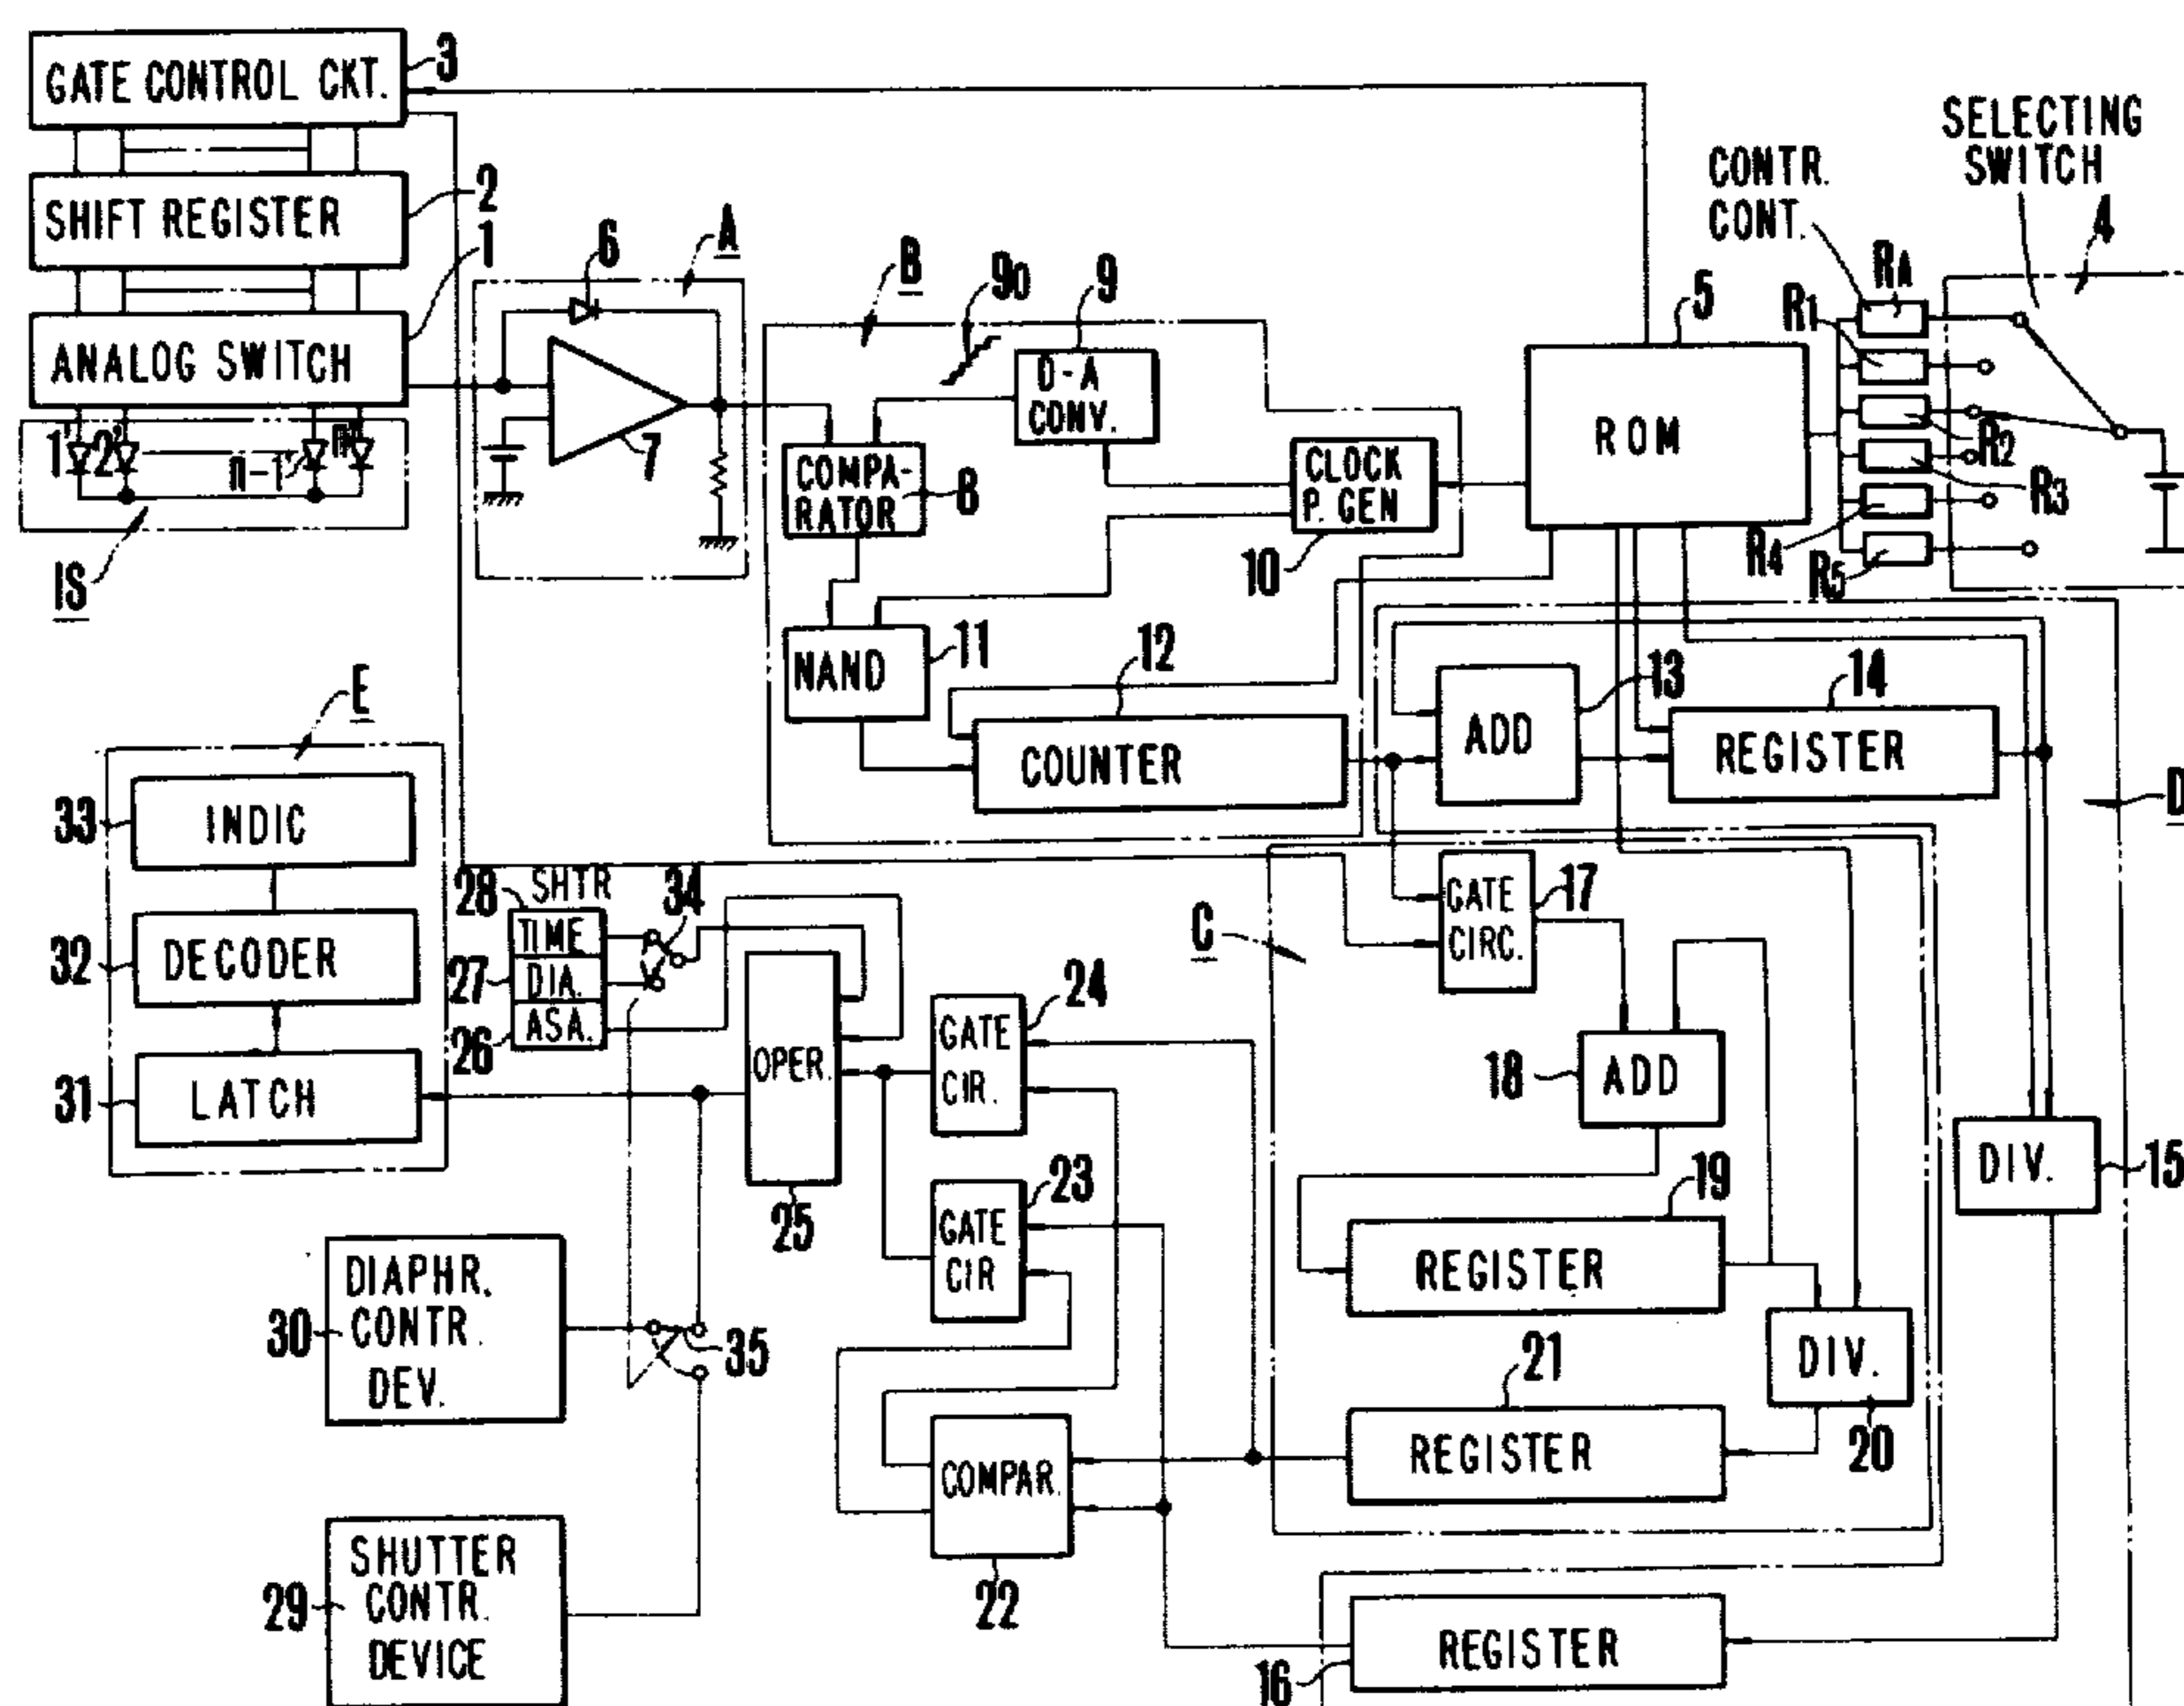 GATE CONTROL CKT.
3
SHIFT REGISTER
2
ANALOG SWITCH
1
1'
2'
n-1'
n'
IS
6
A
7
B
90
9
D-A
CONV.
COMPA-
RATOR
8
CLOCK
P. GEN
10
ROM
5
CONTR.
CONT.
SELECTING
SWITCH
4
RA
R1
R2
R3
R4
R5
NAND
11
12
COUNTER
ADD
13
14
REGISTER
D
E
33
INDIC
32
DECODER
31
LATCH
28
SHTR
TIME
27
DIA.
26
ASA.
34
OPER.
25
24
GATE
CIR.
23
GATE
CIR
C
GATE
CIRC.
17
18
ADD
DIV.
15
19
REGISTER
DIV.
20
21
REGISTER
COMPAR.
22
30
DIAPHR.
CONTR.
DEV.
35
29
SHUTTER
CONTR.
DEVICE
16
REGISTER